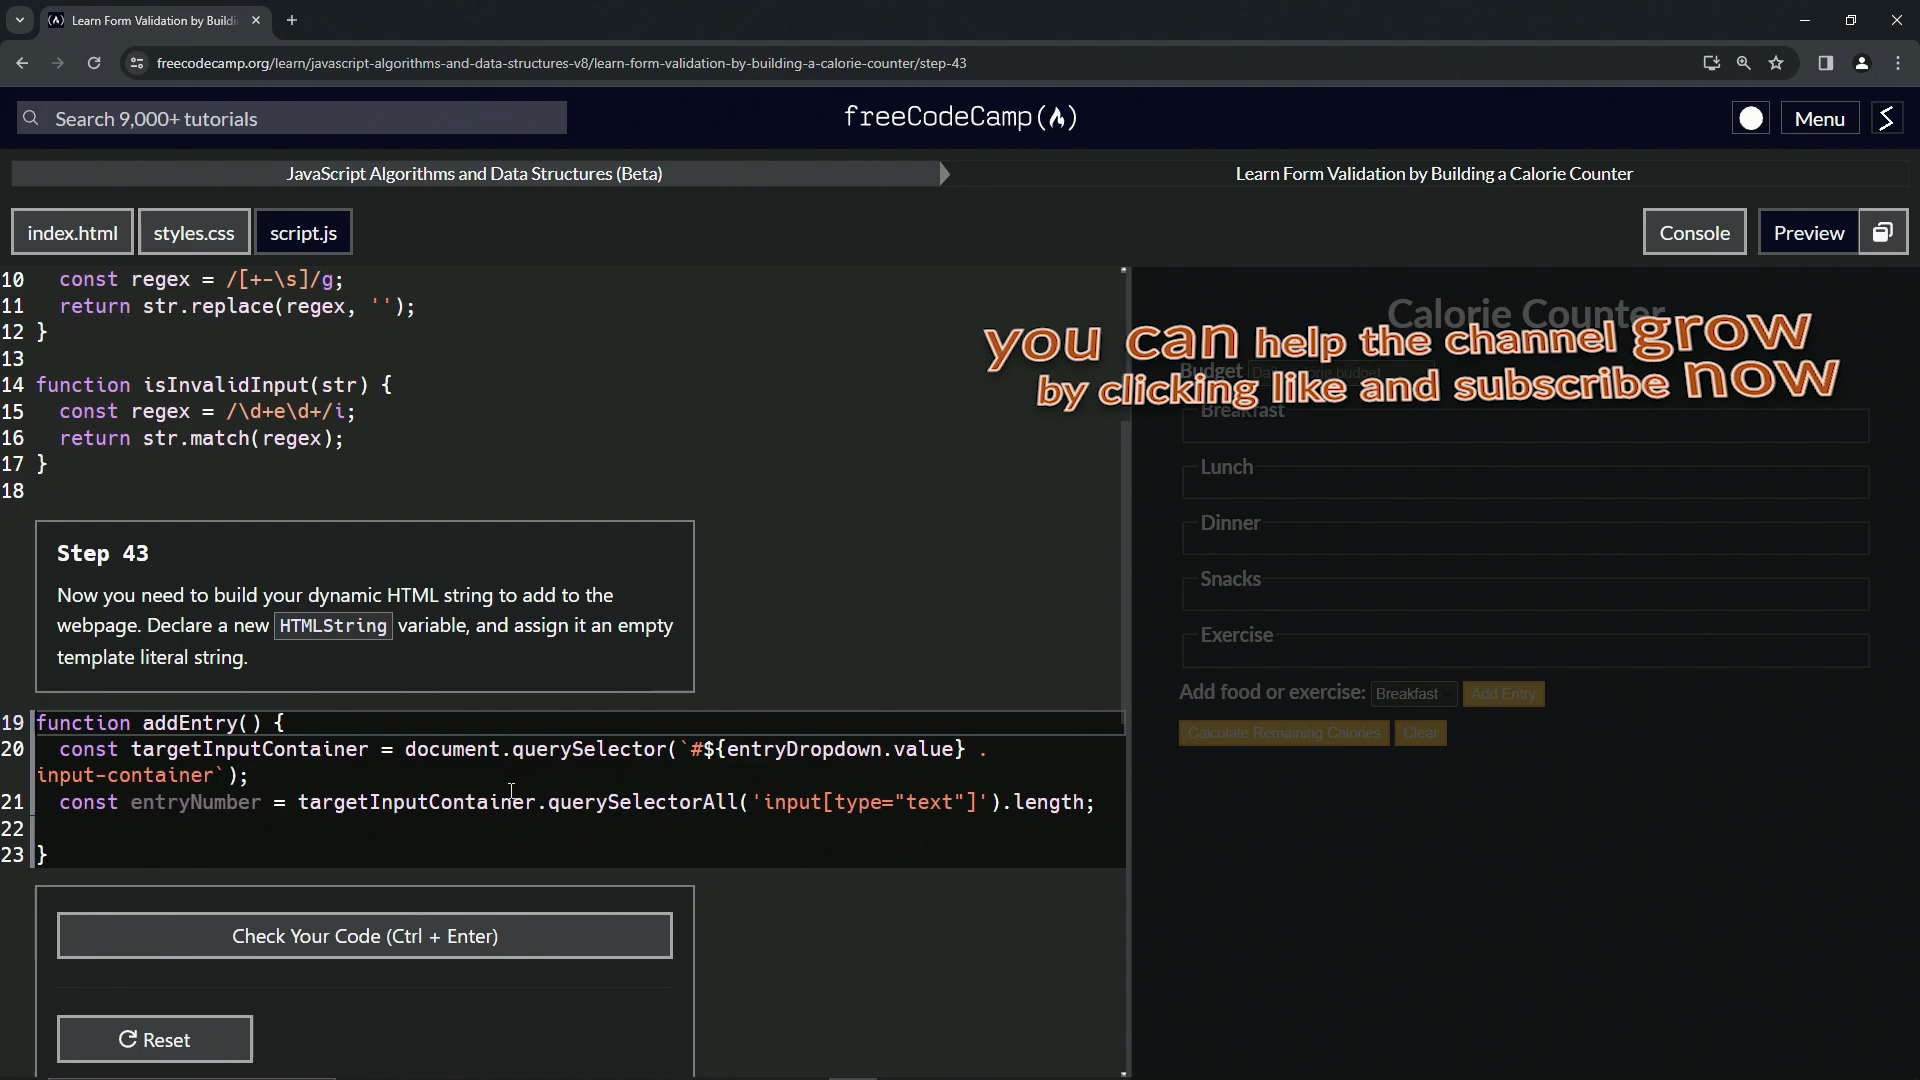 Learn Form Validation by Buildi
freecodecamp.org/learn/javascript-algorithms-and-data-structures-v8/learn-form-validation-by-building-a-calorie-counter/step-43
Search 9,000+ tutorials
freeCodeCamp
Menu
JavaScript Algorithms and Data Structures (Beta)
Learn Form Validation by Building a Calorie Counter
index.html
styles.css
script.js
Console
Preview
10 const regex = /[+-\s]/g;
11 return str.replace(regex, '');
12 }
13
14 function isInvalidInput(str) {
15 const regex = /\d+e\d+/i;
16 return str.match(regex);
17 }
18
Step 43
Now you need to build your dynamic HTML string to add to the
webpage. Declare a new HTMLString variable, and assign it an empty
template literal string.
19 function addEntry() {
20 const targetInputContainer = document.querySelector(`#${entryDropdown.value} .
input-container`);
21 const entryNumber = targetInputContainer.querySelectorAll('input[type="text"]').length;
22
23 }
Check Your Code (Ctrl + Enter)
Reset
Calorie Counter
you can help the channel grow
by clicking like and subscribe now
Budget
Breakfast
Lunch
Dinner
Snacks
Exercise
Add food or exercise: Breakfast Add Entry
Calculate Remaining Calories Clear